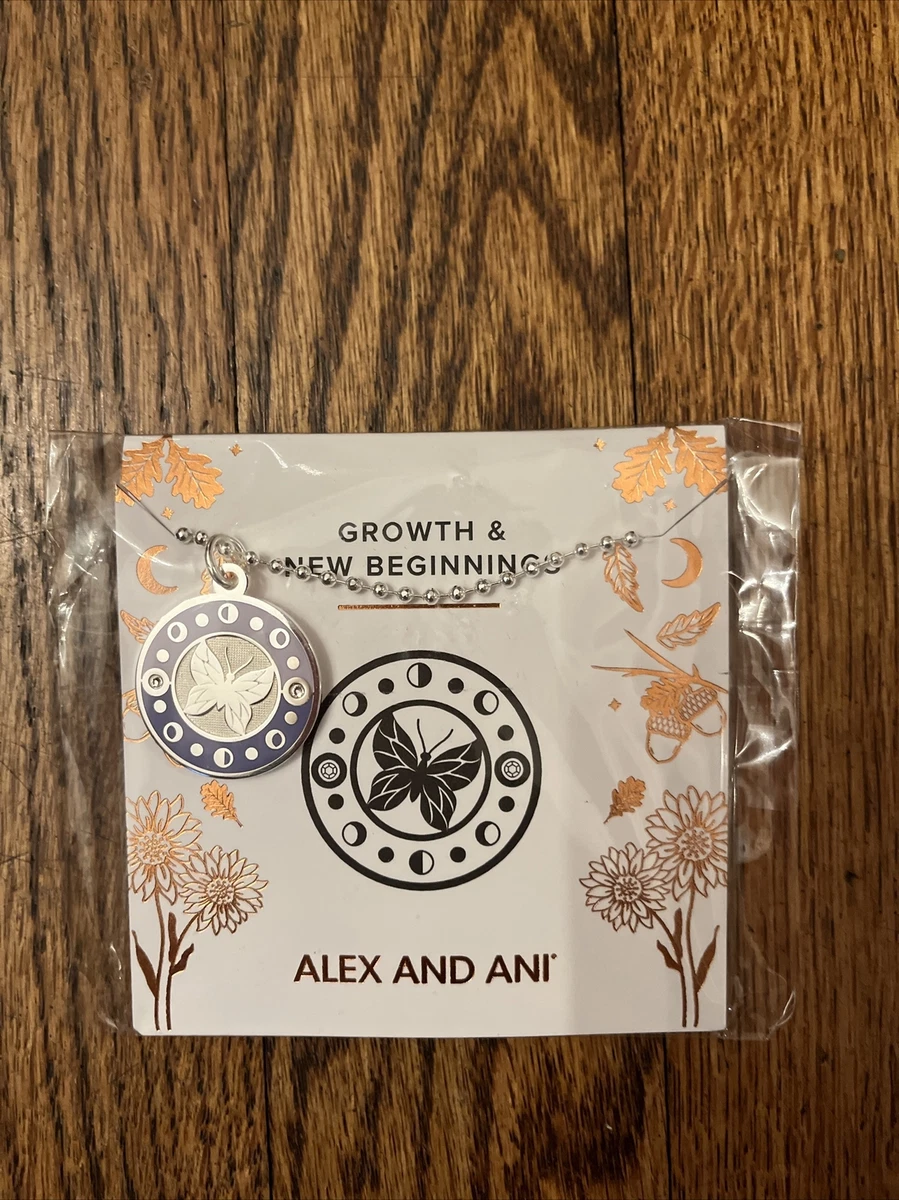 GROWTH &
NEW BEGINNINGS
ALEX AND ANI®